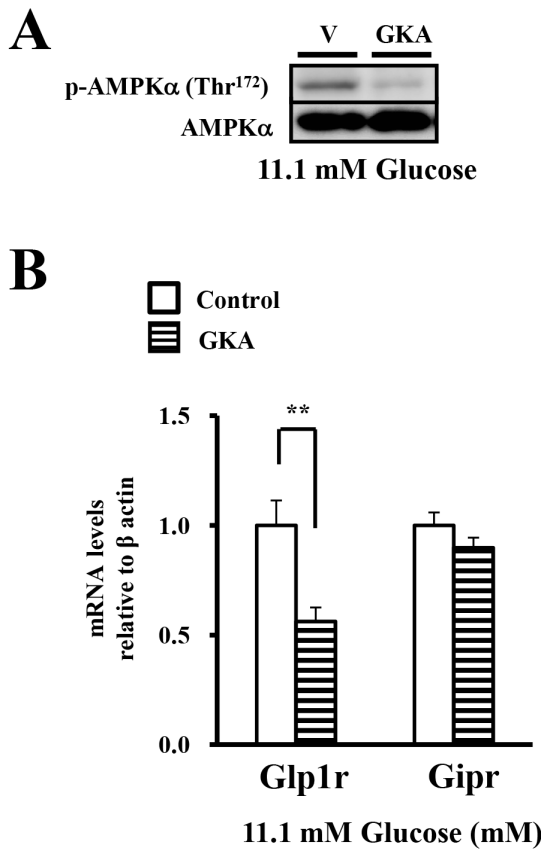 A
V GKA
p-AMPKα (Thr¹⁷²)
AMPKα
11.1 mM Glucose
B
Control
GKA
mRNA levels
relative to β actin
1.5
1.0
0.5
0.0
**
Glp1r Gipr
11.1 mM Glucose (mM)